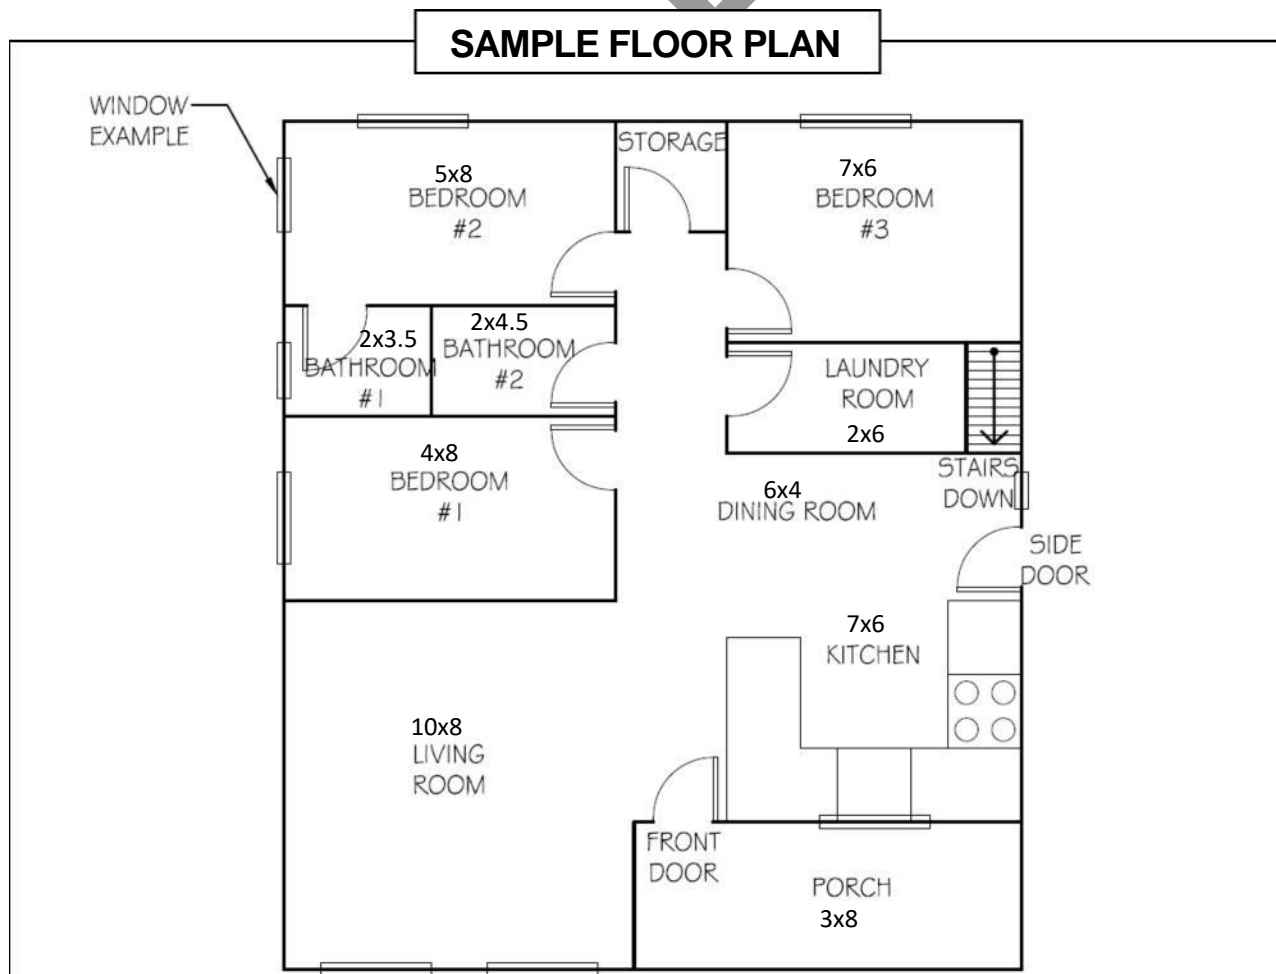 SAMPLE FLOOR PLAN
WINDOW
EXAMPLE
5x8
BEDROOM
#2
STORAGE
7x6
BEDROOM
#3
2x3.5
BATHROOM
#1
2x4.5
BATHROOM
#2
LAUNDRY
ROOM
2x6
4x8
BEDROOM
#1
6x4
DINING ROOM
STAIRS
DOWN
SIDE
DOOR
7x6
KITCHEN
10x8
LIVING
ROOM
FRONT
DOOR
PORCH
3x8